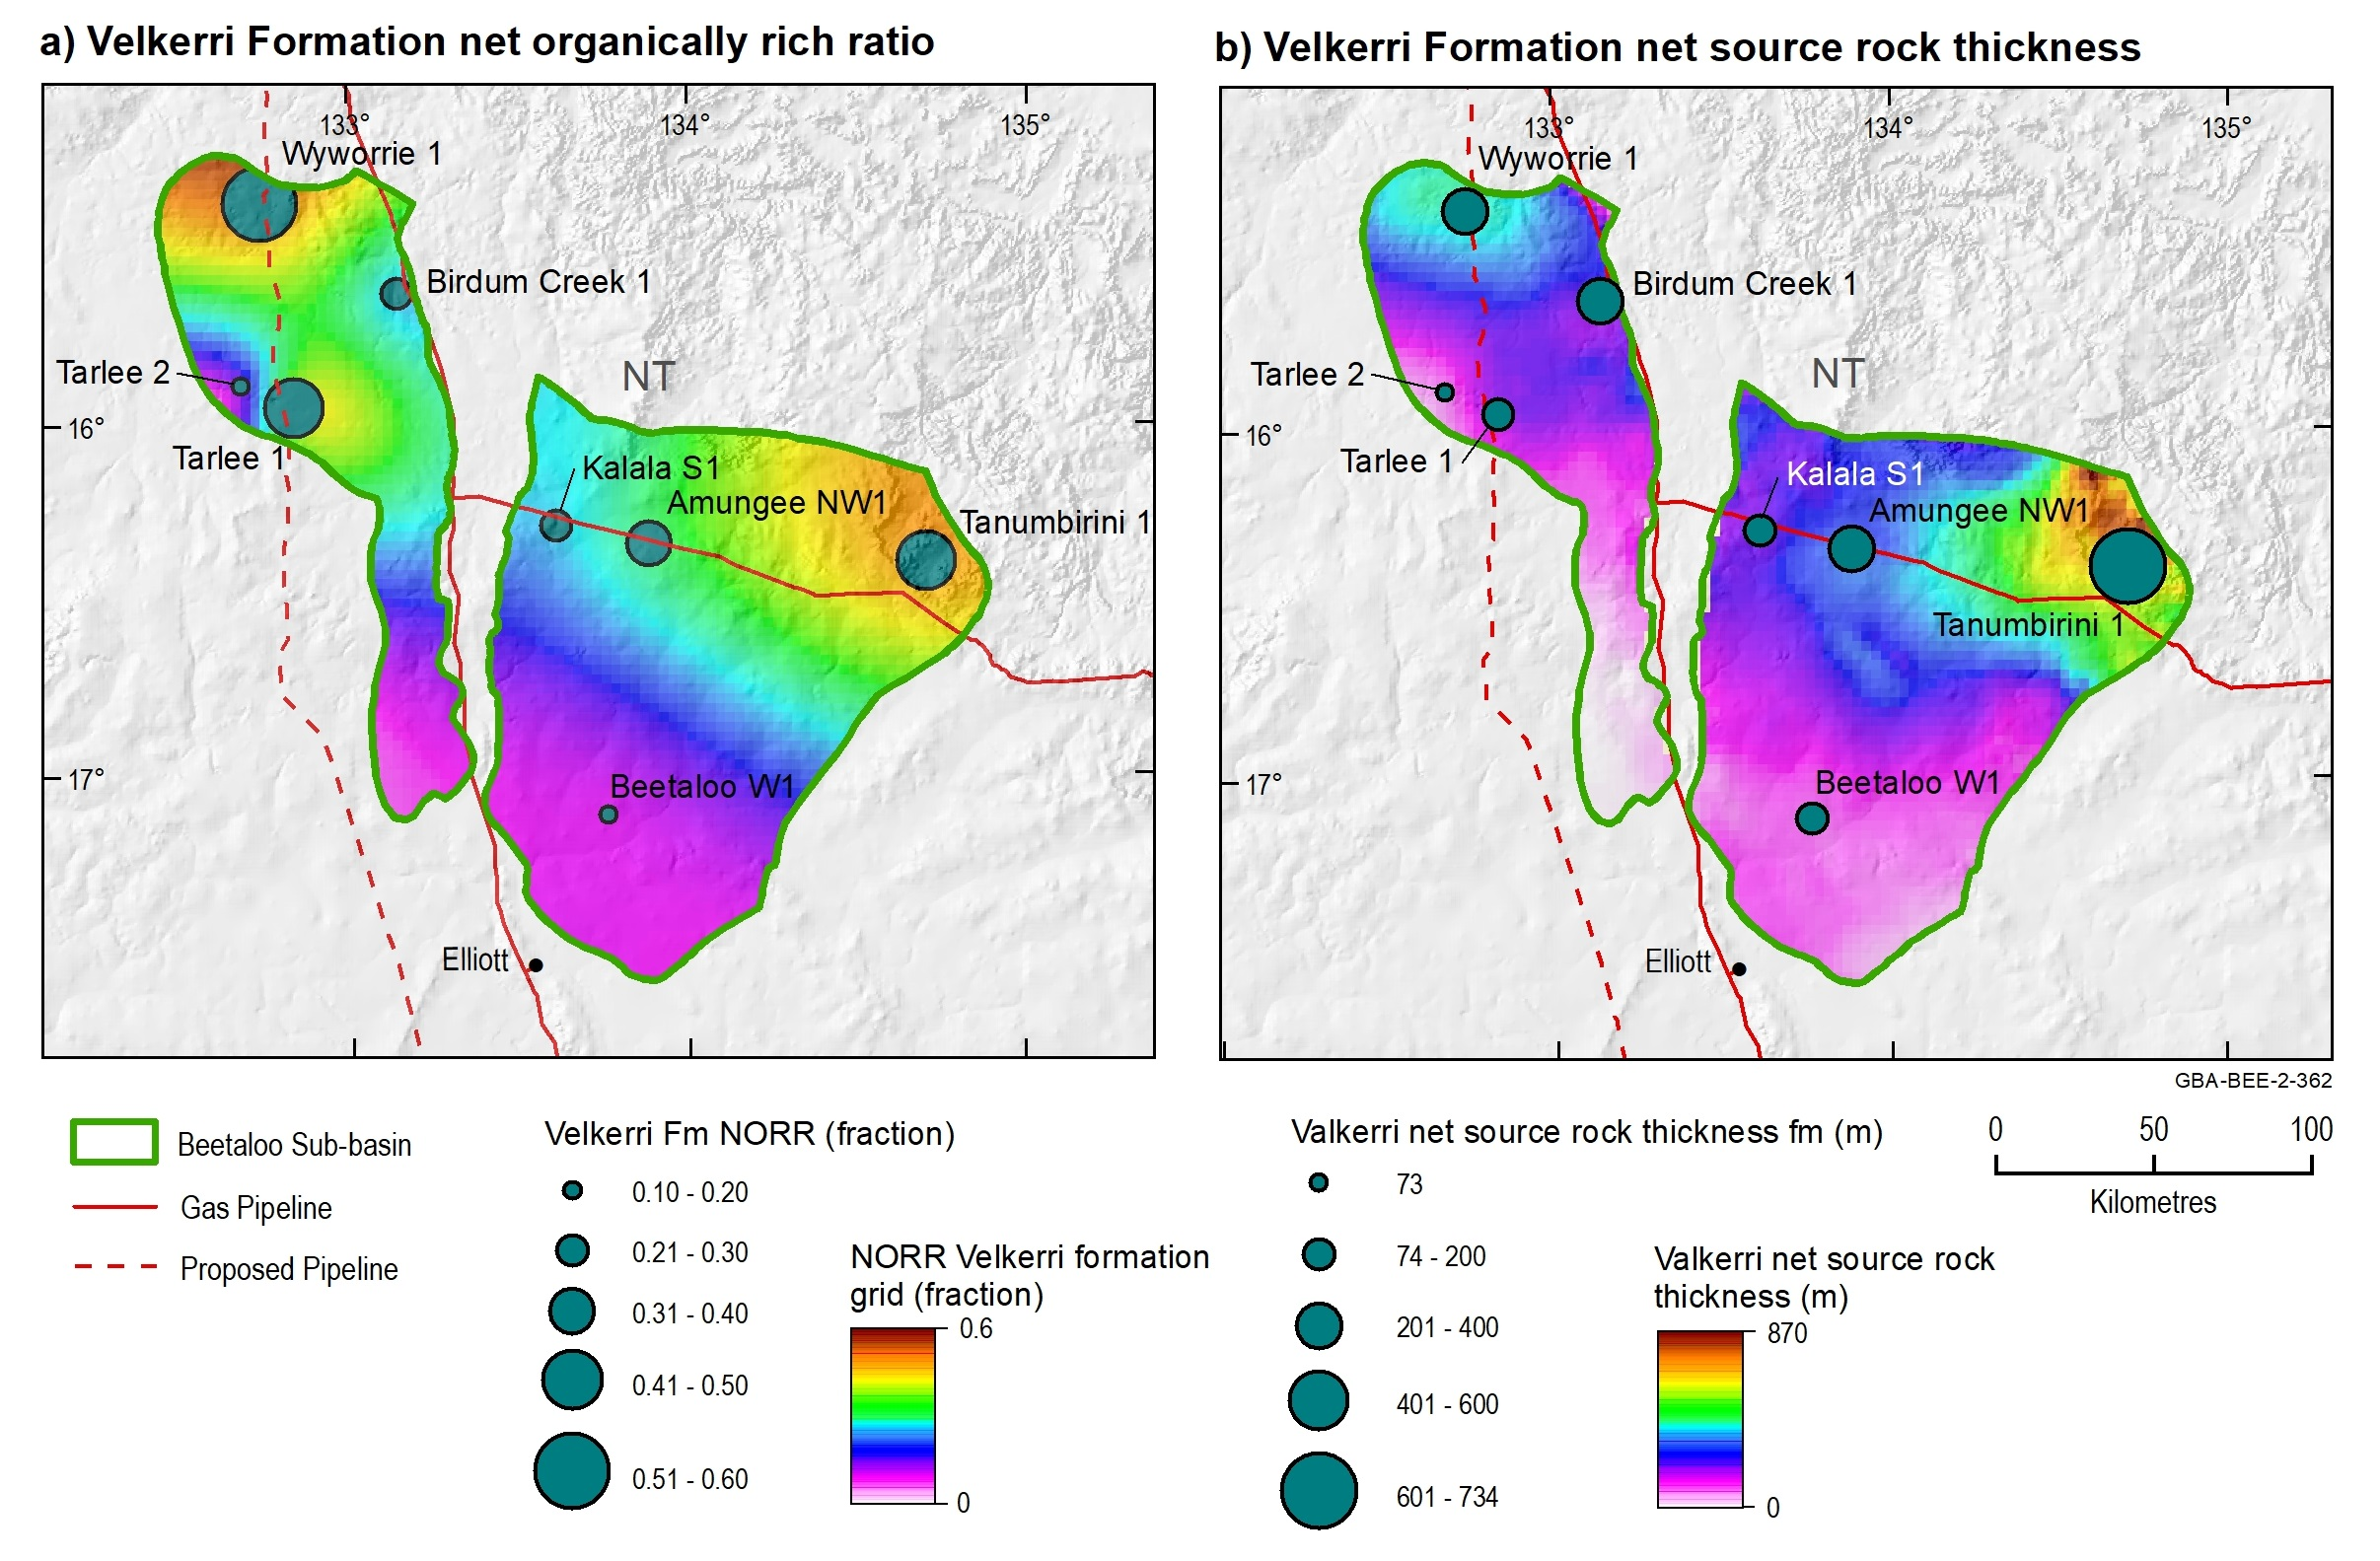 a) Velkerri Formation net organically rich ratio
133°
134°
135°
Wyworrie 1
Birdum Creek 1
NT
Tarlee 2
16°
Tarlee 1
Kalala S1
Amungee NW1
Tanumbirini 1
17°
Beetaloo W1
Elliott
b) Velkerri Formation net source rock thickness
133°
134°
135°
Wyworrie 1
Birdum Creek 1
NT
Tarlee 2
16°
Tarlee 1
Kalala S1
Amungee NW1
Tanumbirini 1
17°
Beetaloo W1
Elliott
GBA-BEE-2-362
Beetaloo Sub-basin
Gas Pipeline
Proposed Pipeline
Velkerri Fm NORR (fraction)
0.10 - 0.20
0.21 - 0.30
0.31 - 0.40
0.41 - 0.50
0.51 - 0.60
NORR Velkerri formation
grid (fraction)
0.6
0
Valkerri net source rock thickness fm (m)
73
74 - 200
201 - 400
401 - 600
601 - 734
Valkerri net source rock
thickness (m)
870
0
0 50 100
Kilometres